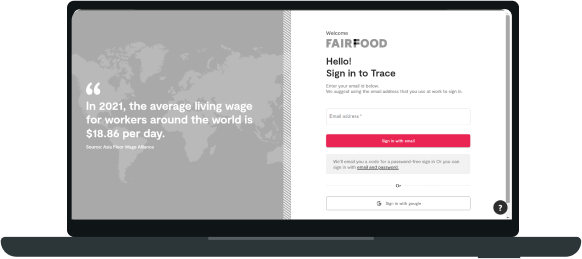 “
In 2021, the average living wage
for workers around the world is
$18.86 per day.
Source: Asia Floor Wage Alliance
Welcome
FAIRFOOD
Hello!
Sign in to Trace
Enter your email id below.
We suggest using the email address that you use at work to sign in.
Email address *
Sign in with email
We'll email you a code for a password-free sign in Or you can
sign in with email and password.
Or
G Sign in with google
?